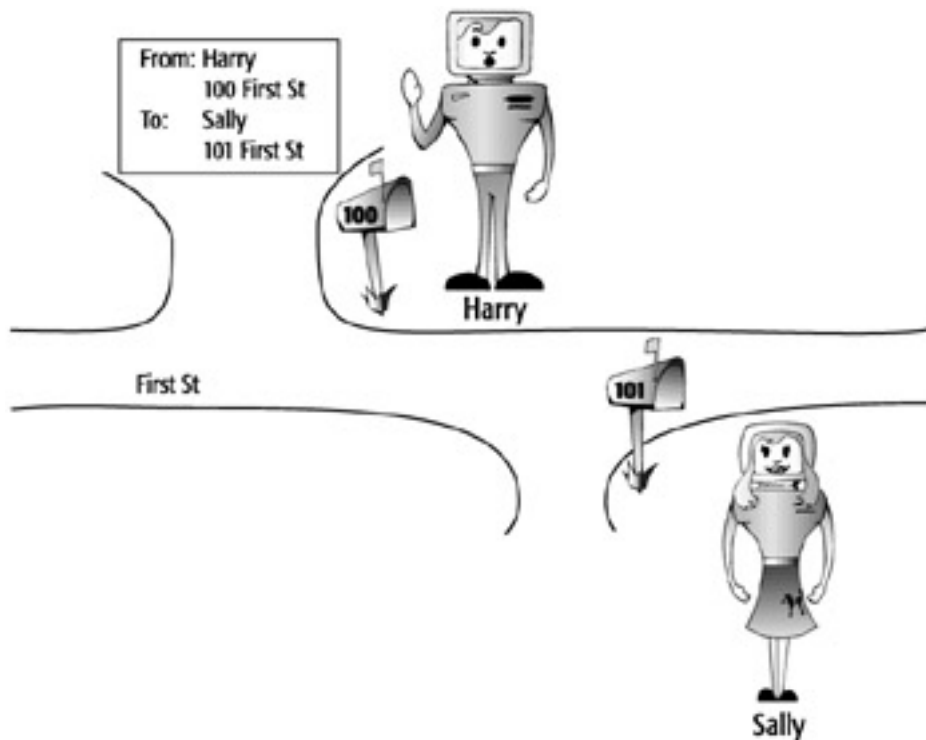 From: Harry
100 First St
To: Sally
101 First St
100
Harry
First St
101
Sally